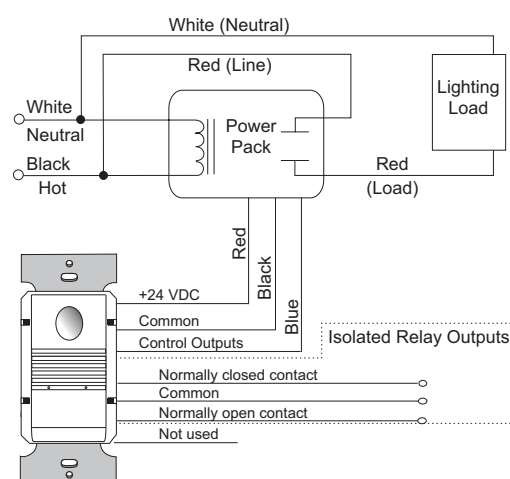 White (Neutral)
Red (Line)
White
Neutral
Power
Pack
Lighting
Load
Black
Hot
Red
(Load)
Red
Black
Blue
+24 VDC
Common
Control Outputs
Isolated Relay Outputs
Normally closed contact
Common
Normally open contact
Not used